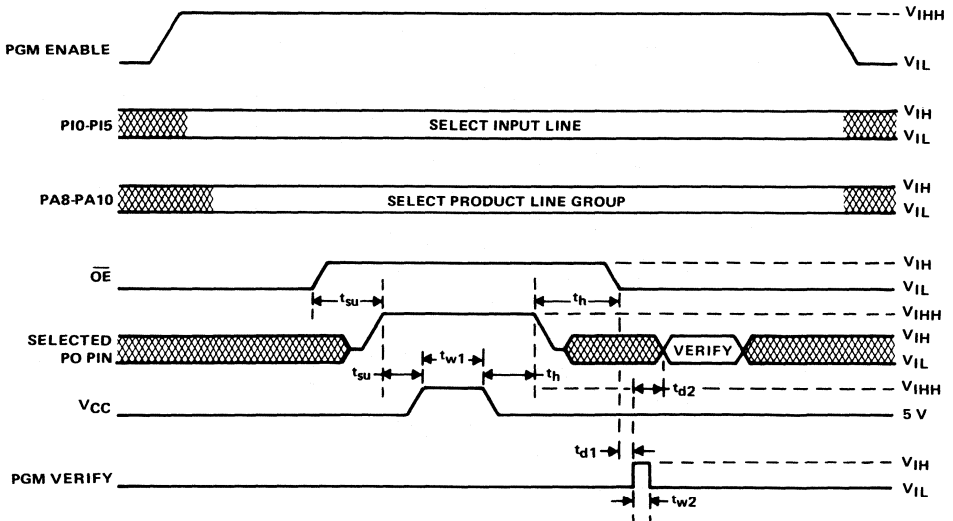 PGM ENABLE
VIHH
VIL
PI0-PI5
SELECT INPUT LINE
VIH
VIL
PA8-PA10
SELECT PRODUCT LINE GROUP
VIH
VIL
OE
VIH
VIL
tsu
th
SELECTED
PO PIN
VIHH
VIH
VIL
VERIFY
tsu
tw1
th
td2
VCC
VIHH
5 V
td1
PGM VERIFY
VIH
VIL
tw2